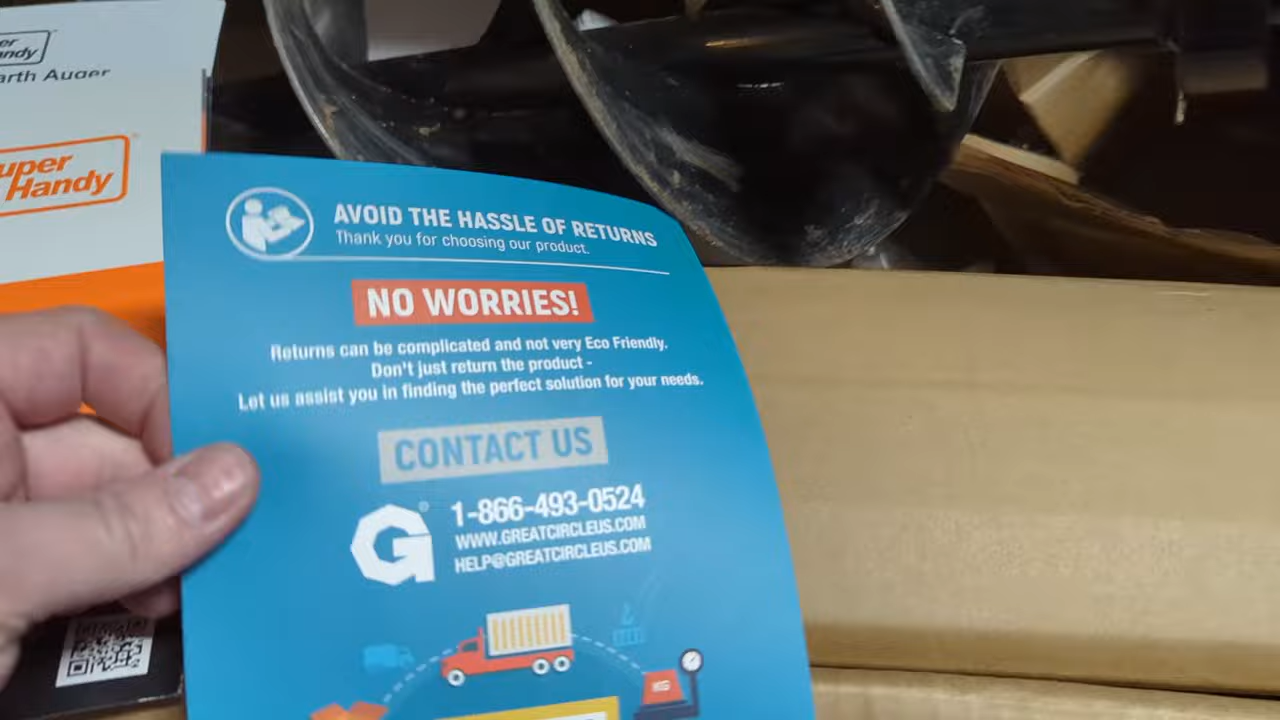 Handy
Auger
Handy
AVOID THE HASSLE OF RETURNS
Thank you for choosing our product.
NO WORRIES!
Returns can be complicated and not very Eco Friendly.
Don't just return the product -
Let us assist you in finding the perfect solution for your needs.
CONTACT US
G®
1-866-493-0524
WWW.GREATCIRCLEUS.COM
HELP@GREATCIRCLEUS.COM
KG